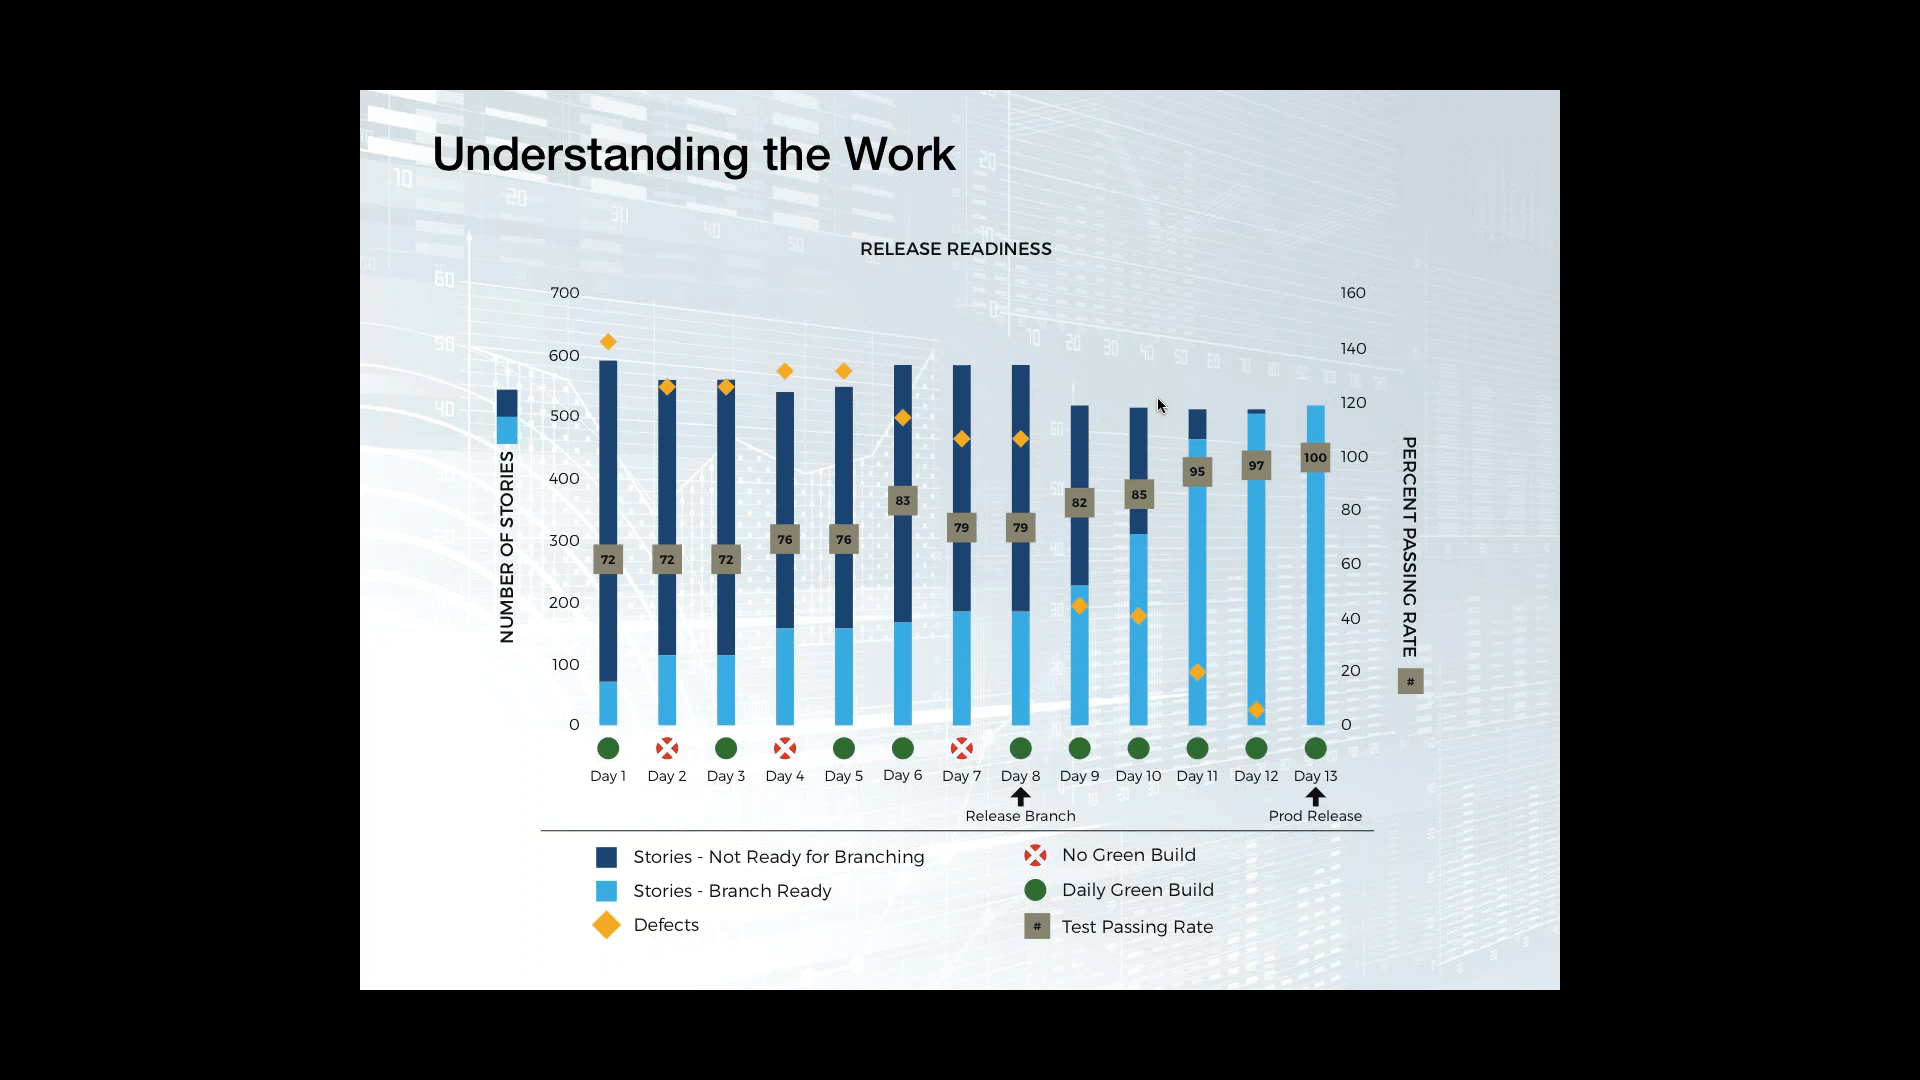 Understanding the Work
RELEASE READINESS
NUMBER OF STORIES
700
600
500
400
300
200
100
0
160
140
120
100
80
60
40
20
0
PERCENT PASSING RATE
#
72
72
72
76
76
83
79
79
82
85
95
97
100
Day 1 Day 2 Day 3 Day 4 Day 5 Day 6 Day 7 Day 8 Day 9 Day 10 Day 11 Day 12 Day 13
Release Branch Prod Release
Stories - Not Ready for Branching
Stories - Branch Ready
Defects
No Green Build
Daily Green Build
# Test Passing Rate